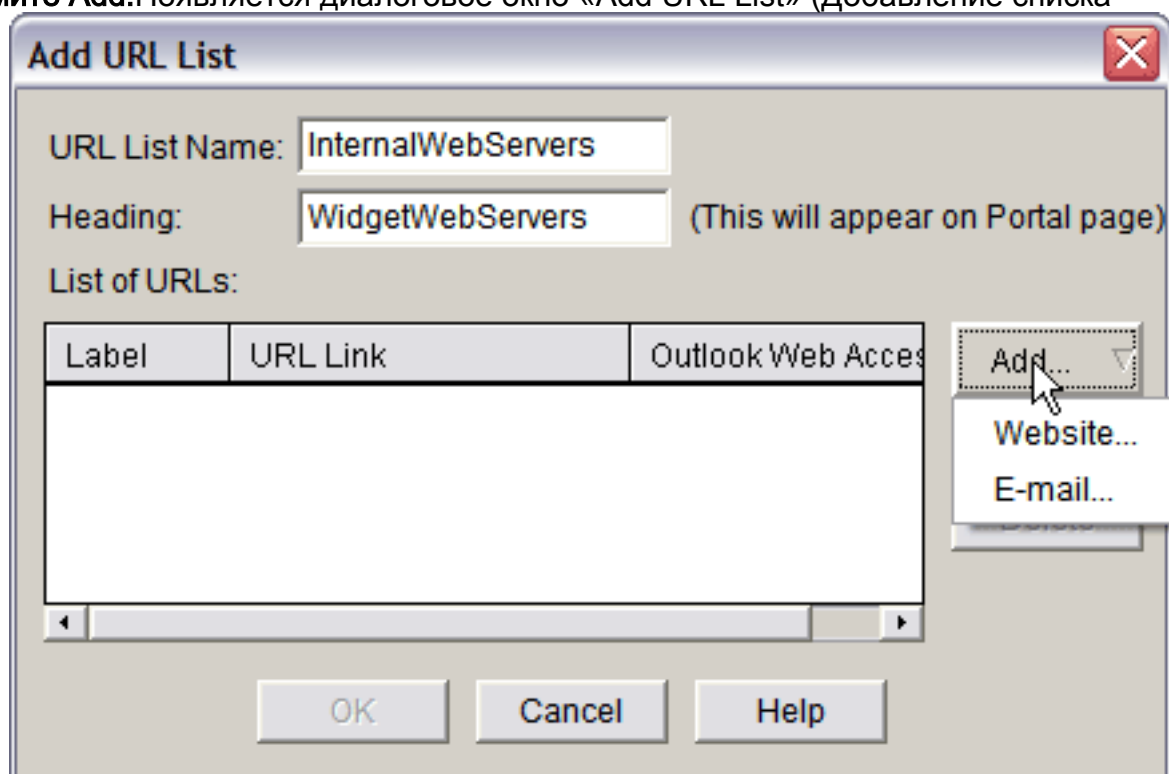 Add.Появляется диалоговое окно «Add URL List» (Добавление списка
Add URL List
URL List Name: InternalWebServers
Heading: WidgetWebServers (This will appear on Portal page)
List of URLs:
Label URL Link Outlook Web Acces
Add...
Website...
E-mail...
Delete
OK Cancel Help